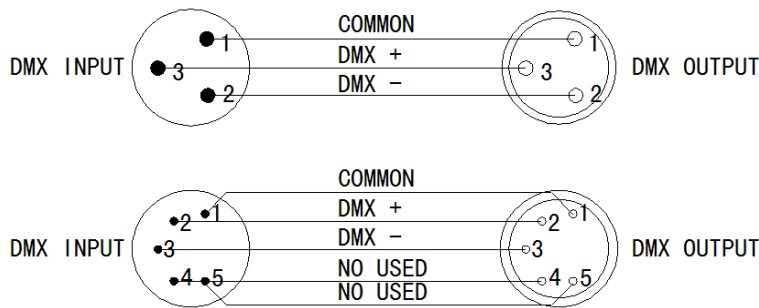 COMMON
1 1
DMX +
DMX INPUT 3 3 DMX OUTPUT
DMX -
2 2
COMMON
1 1
2 DMX + 2
DMX INPUT 3 DMX - 3 DMX OUTPUT
4 5 NO USED 4 5
NO USED